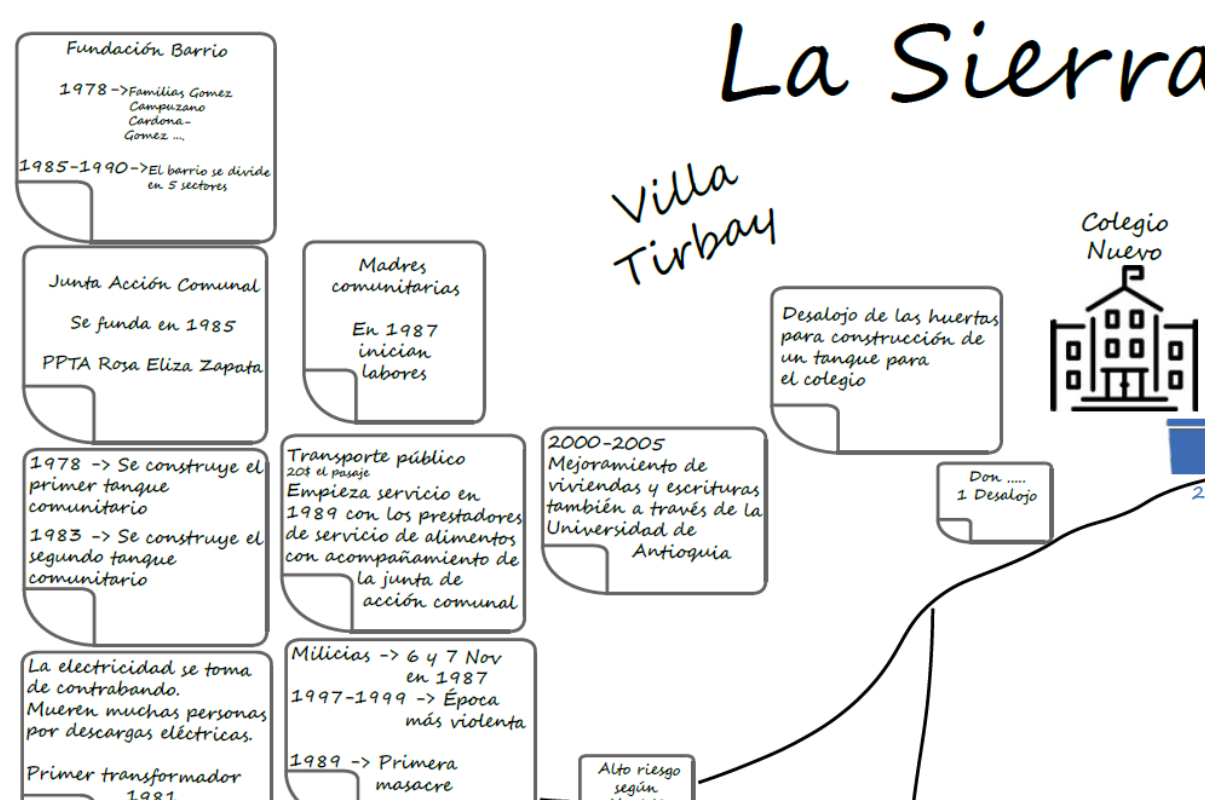 La Sierra
Fundación Barrio
1978->Familias Gomez
Campuzano
Cardona-
Gomez ...
1985-1990->El barrio se divide
en 5 sectores
Junta Acción Comunal
Se funda en 1985
PPTA Rosa Eliza Zapata
1978 -> Se construye el
primer tanque
comunitario
1983 -> Se construye el
segundo tanque
comunitario
La electricidad se toma
de contrabando.
Mueren muchas personas
por descargas eléctricas.
Primer transformador
1981
Madres
comunitarias
En 1987
inician
labores
Transporte público
20$ el pasaje
Empieza servicio en
1989 con los prestadores
de servicio de alimentos
con acompañamiento de
la junta de
acción comunal
Milicias -> 6 y 7 Nov
en 1987
1997-1999 -> Época
más violenta
1989 -> Primera
masacre
Villa
Tirbay
2000-2005
Mejoramiento de
viviendas y escrituras
también a través de la
Universidad de
Antioquia
Alto riesgo
según
Desalojo de las huertas
para construcción de
un tanque para
el colegio
Don .....
1 Desalojo
Colegio
Nuevo
2